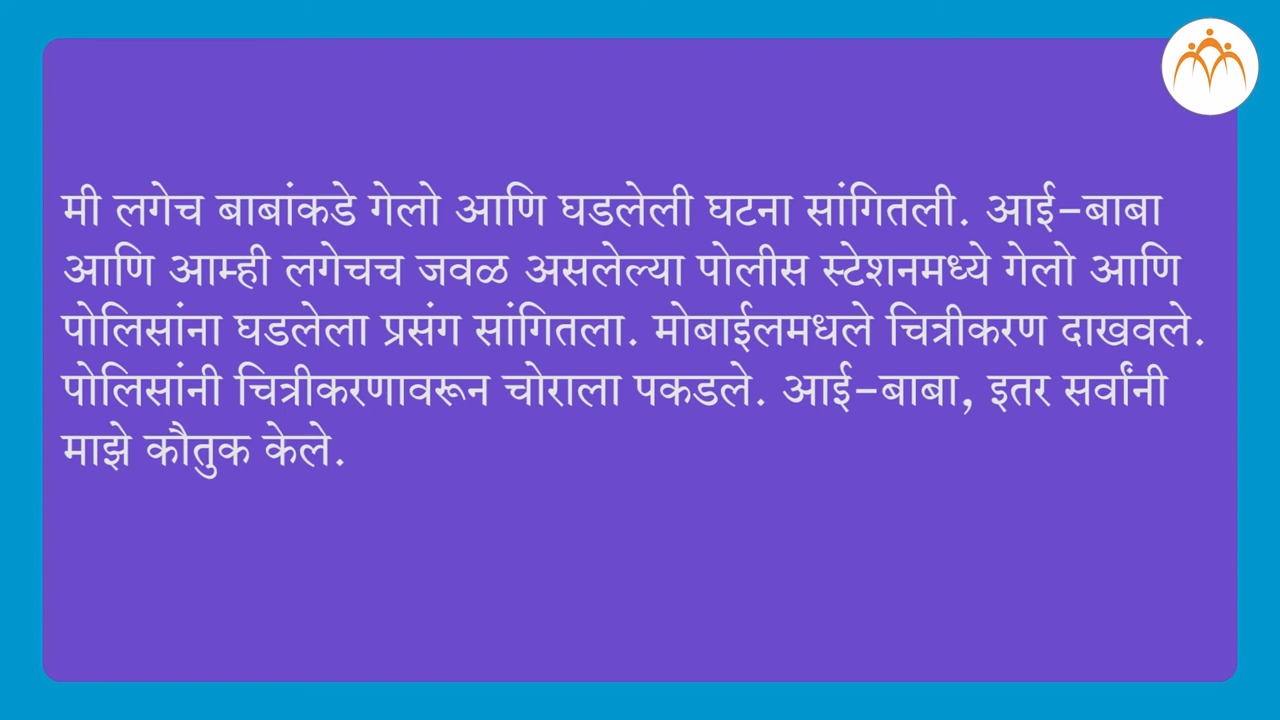 मी लगेच बाबांकडे गेलो आणि घडलेली घटना सांगितली. आई-बाबा
आणि आम्ही लगेचच जवळ असलेल्या पोलीस स्टेशनमध्ये गेलो आणि
पोलिसांना घडलेला प्रसंग सांगितला. मोबाईलमधले चित्रीकरण दाखवले.
पोलिसांनी चित्रीकरणावरून चोराला पकडले. आई-बाबा, इतर सर्वांनी
माझे कौतुक केले.